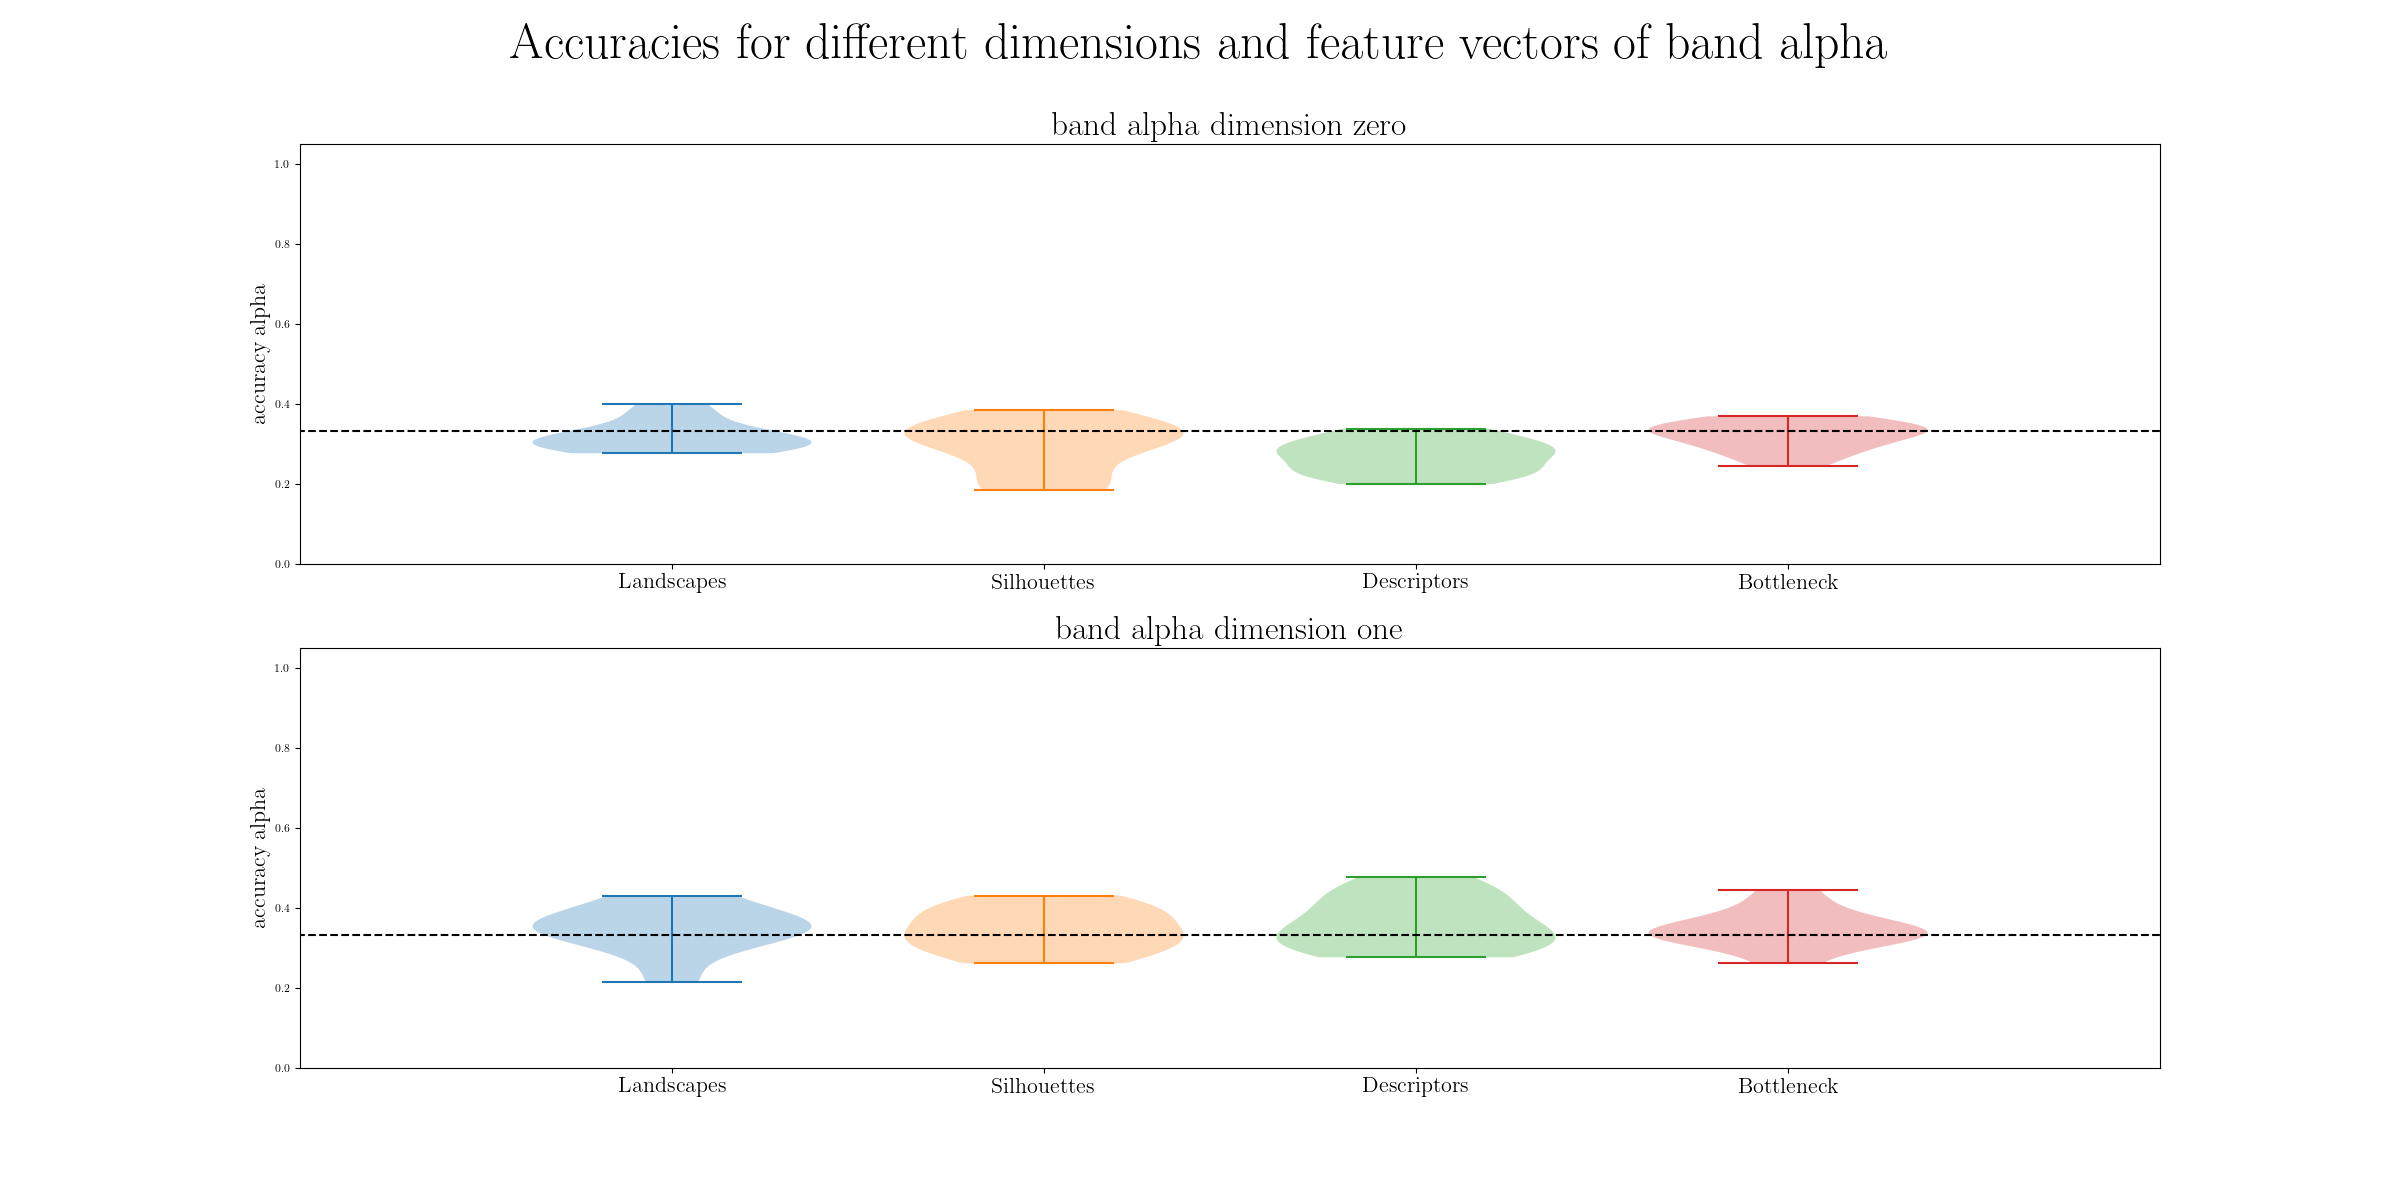 Accuracies for different dimensions and feature vectors of band alpha
band alpha dimension zero
1.0
0.8
0.6
0.4
0.2
0.0
accuracy alpha
Landscapes Silhouettes Descriptors Bottleneck
band alpha dimension one
1.0
0.8
0.6
0.4
0.2
0.0
accuracy alpha
Landscapes Silhouettes Descriptors Bottleneck